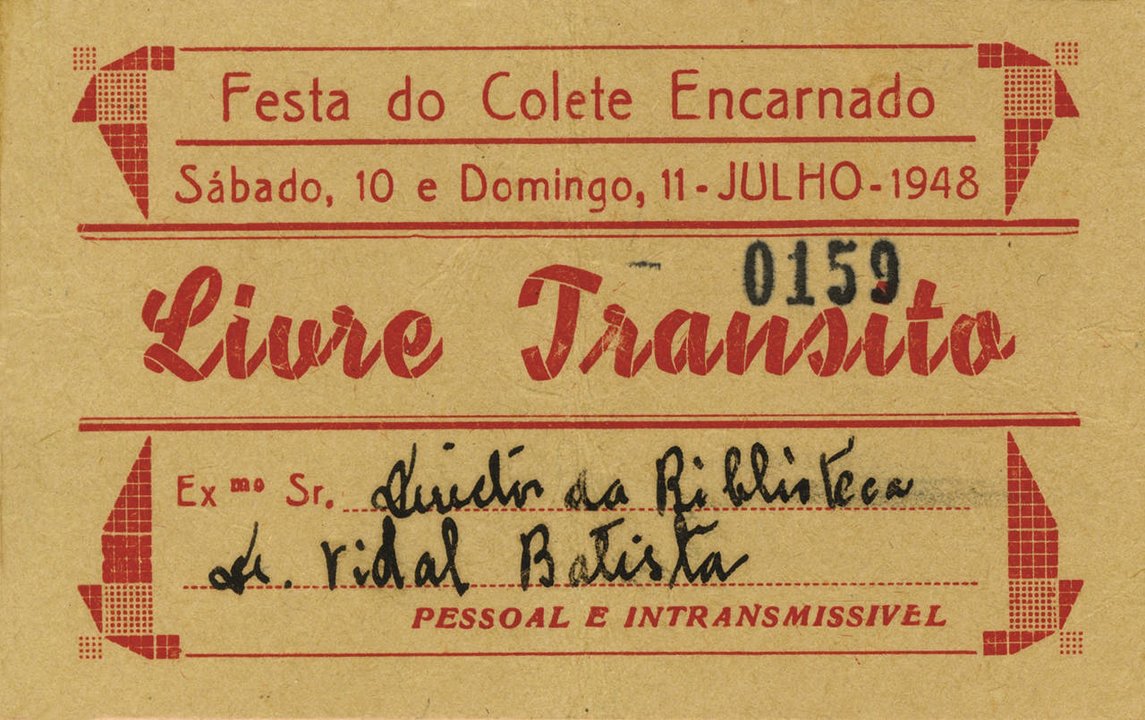 Festa do Colete Encarnado
Sábado, 10 e Domingo, 11 - JULHO - 1948
0159
Livre Transito
Exmo Sr. Director da Biblioteca
Sr. Vidal Batista
PESSOAL E INTRANSMISSIVEL